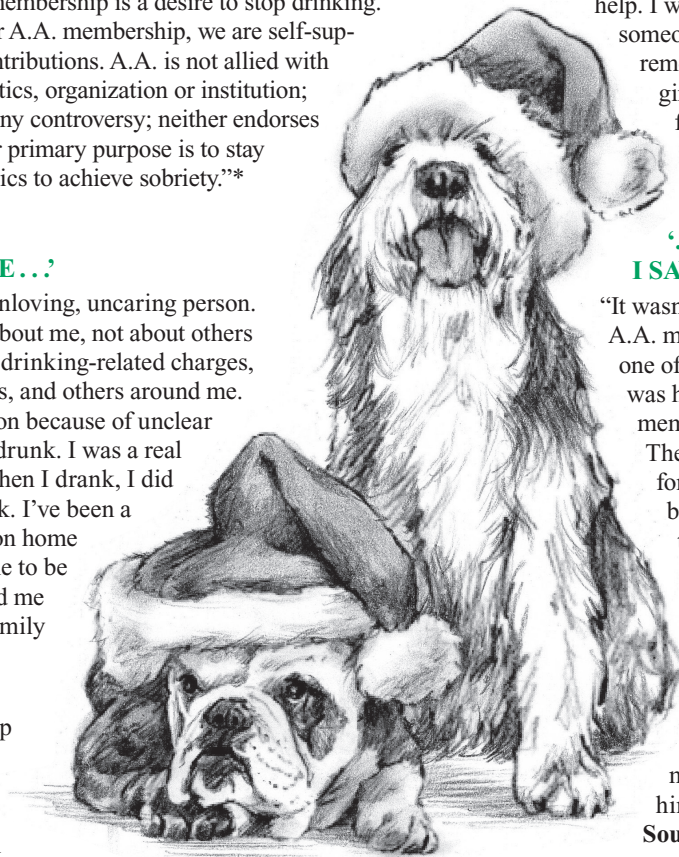 membership is a desire to stop drinking.
r A.A. membership, we are self-sup-
ntributions. A.A. is not allied with
tics, organization or institution;
ny controversy; neither endorses
r primary purpose is to stay
ics to achieve sobriety.”*
E . . .’
nloving, uncaring person.
bout me, not about others
drinking-related charges,
s, and others around me.
on because of unclear
drunk. I was a real
hen I drank, I did
k. I’ve been a
on home
e to be
d me
mily
p
help. I w
someo
rem
gi
f
‘.
I SA
“It wasn
A.A. m
one of
was h
mem
The
for
b
hi
Sou